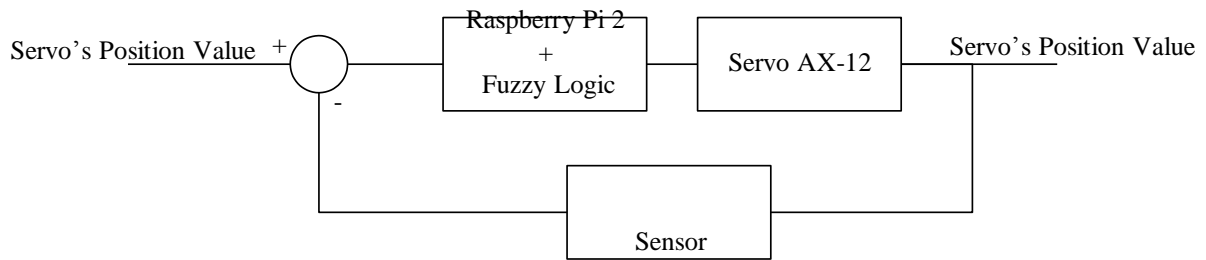 Servo's Position Value
+
-
Raspberry Pi 2
+
Fuzzy Logic
Servo AX-12
Servo's Position Value
Sensor